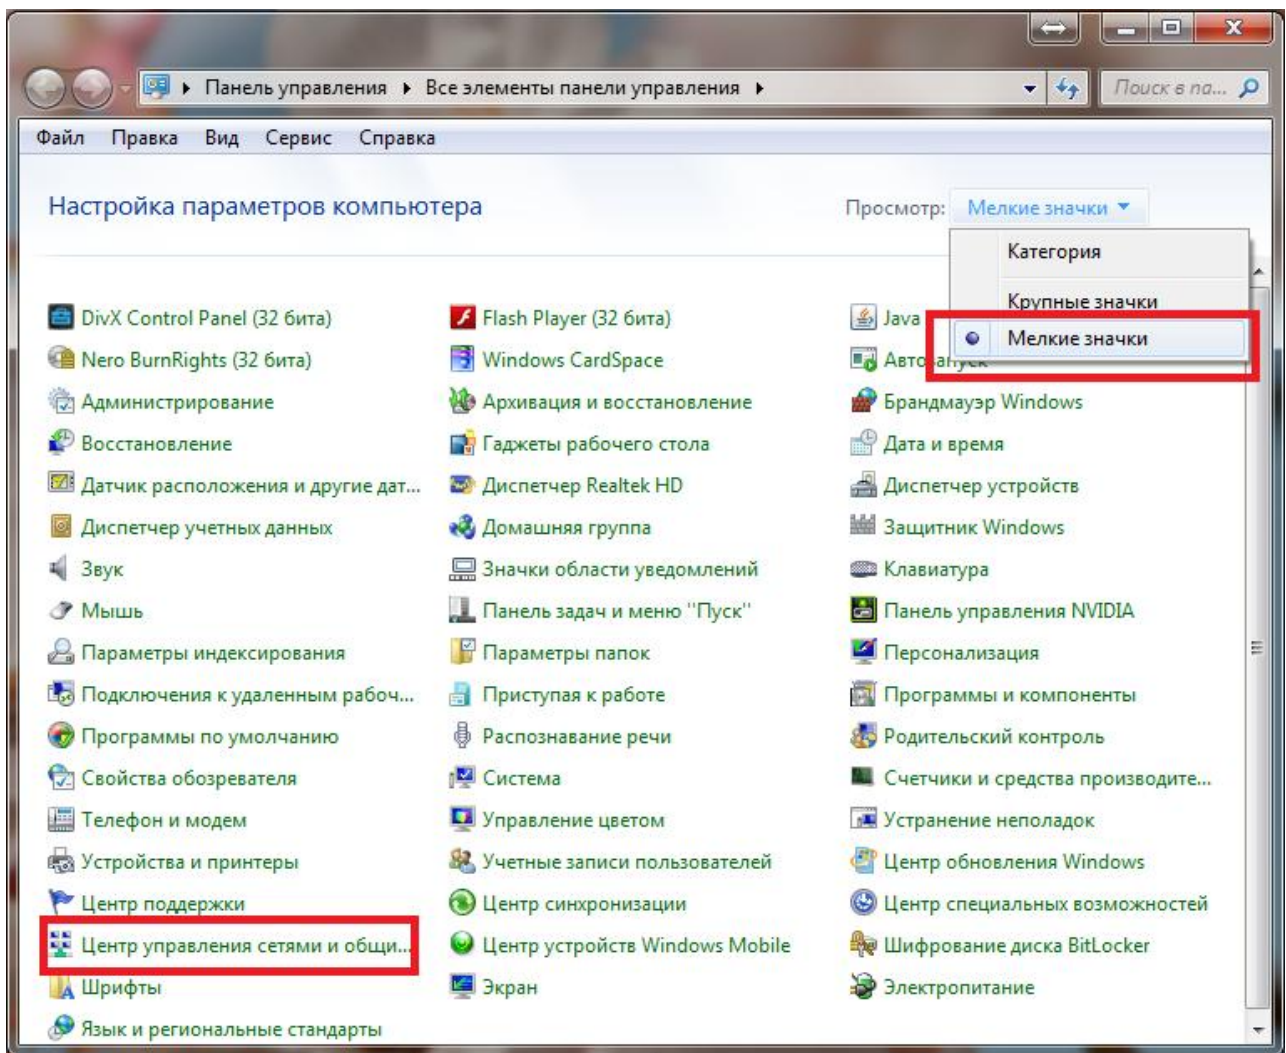 Панель управления ▸ Все элементы панели управления ▸
Поиск в па...
Файл Правка Вид Сервис Справка
Настройка параметров компьютера
Просмотр: Мелкие значки
Категория
Крупные значки
Мелкие значки
DivX Control Panel (32 бита) Flash Player (32 бита) Java
Nero BurnRights (32 бита) Windows CardSpace Автозапуск
Администрирование Архивация и восстановление Брандмауэр Windows
Восстановление Гаджеты рабочего стола Дата и время
Датчик расположения и другие дат... Диспетчер Realtek HD Диспетчер устройств
Диспетчер учетных данных Домашняя группа Защитник Windows
Звук Значки области уведомлений Клавиатура
Мышь Панель задач и меню ''Пуск'' Панель управления NVIDIA
Параметры индексирования Параметры папок Персонализация
Подключения к удаленным рабоч... Приступая к работе Программы и компоненты
Программы по умолчанию Распознавание речи Родительский контроль
Свойства обозревателя Система Счетчики и средства производите...
Телефон и модем Управление цветом Устранение неполадок
Устройства и принтеры Учетные записи пользователей Центр обновления Windows
Центр поддержки Центр синхронизации Центр специальных возможностей
Центр управления сетями и общи... Центр устройств Windows Mobile Шифрование диска BitLocker
Шрифты Экран Электропитание
Язык и региональные стандарты